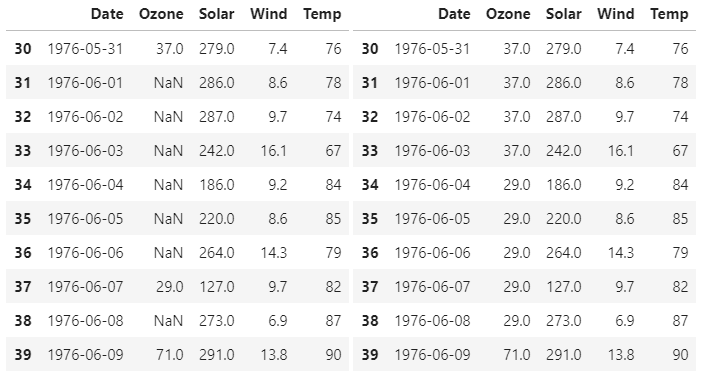 Date Ozone Solar Wind Temp Date Ozone Solar Wind Temp
30 1976-05-31 37.0 279.0 7.4 76 30 1976-05-31 37.0 279.0 7.4 76
31 1976-06-01 NaN 286.0 8.6 78 31 1976-06-01 37.0 286.0 8.6 78
32 1976-06-02 NaN 287.0 9.7 74 32 1976-06-02 37.0 287.0 9.7 74
33 1976-06-03 NaN 242.0 16.1 67 33 1976-06-03 37.0 242.0 16.1 67
34 1976-06-04 NaN 186.0 9.2 84 34 1976-06-04 29.0 186.0 9.2 84
35 1976-06-05 NaN 220.0 8.6 85 35 1976-06-05 29.0 220.0 8.6 85
36 1976-06-06 NaN 264.0 14.3 79 36 1976-06-06 29.0 264.0 14.3 79
37 1976-06-07 29.0 127.0 9.7 82 37 1976-06-07 29.0 127.0 9.7 82
38 1976-06-08 NaN 273.0 6.9 87 38 1976-06-08 29.0 273.0 6.9 87
39 1976-06-09 71.0 291.0 13.8 90 39 1976-06-09 71.0 291.0 13.8 90